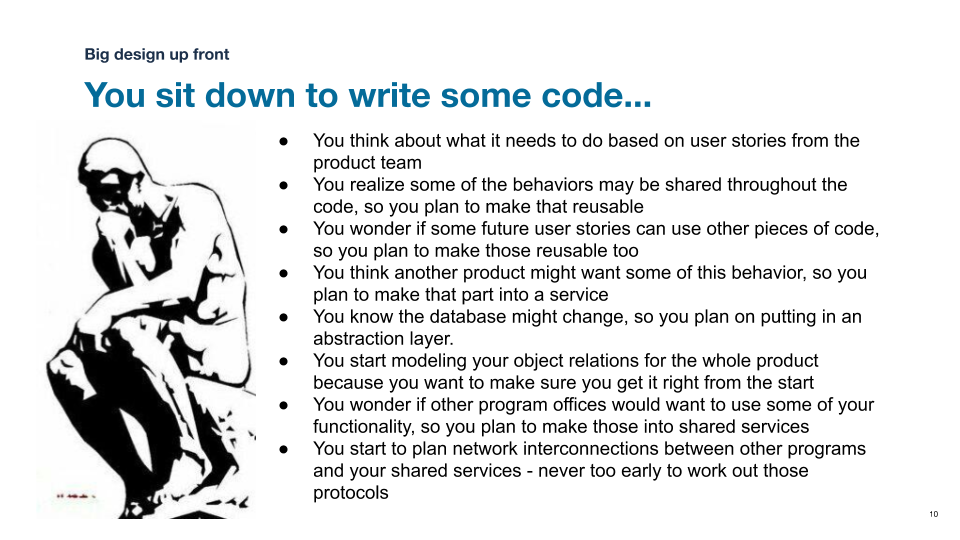 Big design up front
You sit down to write some code...
● You think about what it needs to do based on user stories from the
product team
● You realize some of the behaviors may be shared throughout the
code, so you plan to make that reusable
● You wonder if some future user stories can use other pieces of code,
so you plan to make those reusable too
● You think another product might want some of this behavior, so you
plan to make that part into a service
● You know the database might change, so you plan on putting in an
abstraction layer.
● You start modeling your object relations for the whole product
because you want to make sure you get it right from the start
● You wonder if other program offices would want to use some of your
functionality, so you plan to make those into shared services
● You start to plan network interconnections between other programs
and your shared services - never too early to work out those
protocols
10